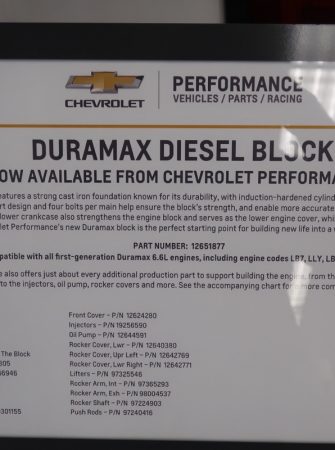 CHEVROLET
PERFORMANCE
VEHICLES / PARTS / RACING
DURAMAX DIESEL BLOCK
NOW AVAILABLE FROM CHEVROLET PERFORMA
eatures a strong cast iron foundation known for its durability, with induction-hardened cylin
rt design and four bolts per main help ensure the block's strength, and enable more accurate
lower crankcase also strengthens the engine block and serves as the lower engine cover, whi
let Performance's new Duramax block is the perfect starting point for building new life into a
PART NUMBER: 12651877
patible with all first-generation Duramax 6.6L engines, including engine codes LB7, LLY, LB
e also offers just about every additional production part to support building the engine, from th
to the injectors, oil pump, rocker covers and more. See the accompanying chart for a more com
Front Cover – P/N 12624280
Injectors – P/N 19256590
Oil Pump – P/N 12644591
Rocker Cover, Lwr – P/N 12640380
The Block
Rocker Cover, Upr Left – P/N 12642769
605
Rocker Cover, Lwr Right – P/N 12642771
66946
Lifters – P/N 97325546
Rocker Arm, Int – P/N 97365293
Rocker Arm, Exh – P/N 98004537
Rocker Shaft – P/N 97224903
-301155
Push Rods – P/N 97240416